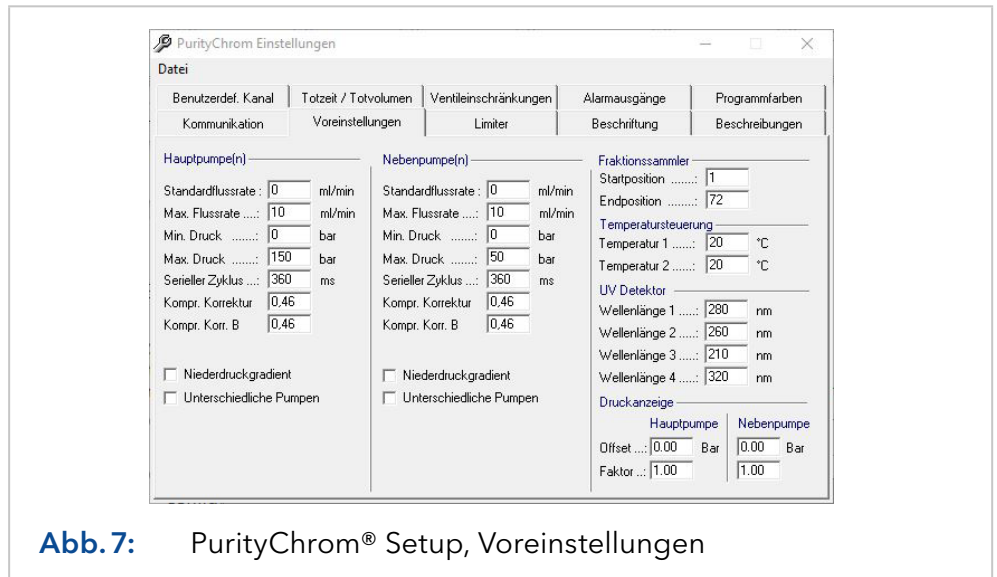 PurityChrom Einstellungen
Datei
Benutzerdef. Kanal Totzeit / Totvolumen Ventileinschränkungen Alarmausgänge Programmfarben
Kommunikation Voreinstellungen Limiter Beschriftung Beschreibungen
Hauptpumpe(n)
Standardflussrate : 0 ml/min
Max. Flussrate ....: 10 ml/min
Min. Druck .......: 0 bar
Max. Druck .......: 150 bar
Serieller Zyklus ...: 360 ms
Kompr. Korrektur 0,46
Kompr. Korr. B 0,46
Niederdruckgradient
Unterschiedliche Pumpen
Nebenpumpe(n)
Standardflussrate : 0 ml/min
Max. Flussrate ....: 10 ml/min
Min. Druck .......: 0 bar
Max. Druck .......: 50 bar
Serieller Zyklus ...: 360 ms
Kompr. Korrektur 0,46
Kompr. Korr. B 0,46
Niederdruckgradient
Unterschiedliche Pumpen
Fraktionssammler
Startposition .......: 1
Endposition ........: 72
Temperatursteuerung
Temperatur 1 ......: 20 °C
Temperatur 2 ......: 20 °C
UV Detektor
Wellenlänge 1 .....: 280 nm
Wellenlänge 2 .....: 260 nm
Wellenlänge 3 .....: 210 nm
Wellenlänge 4 .....: 320 nm
Druckanzeige
Hauptpumpe Nebenpumpe
Offset ...: 0.00 Bar 0.00 Bar
Faktor ..: 1.00 1.00
Abb. 7: PurityChrom® Setup, Voreinstellungen